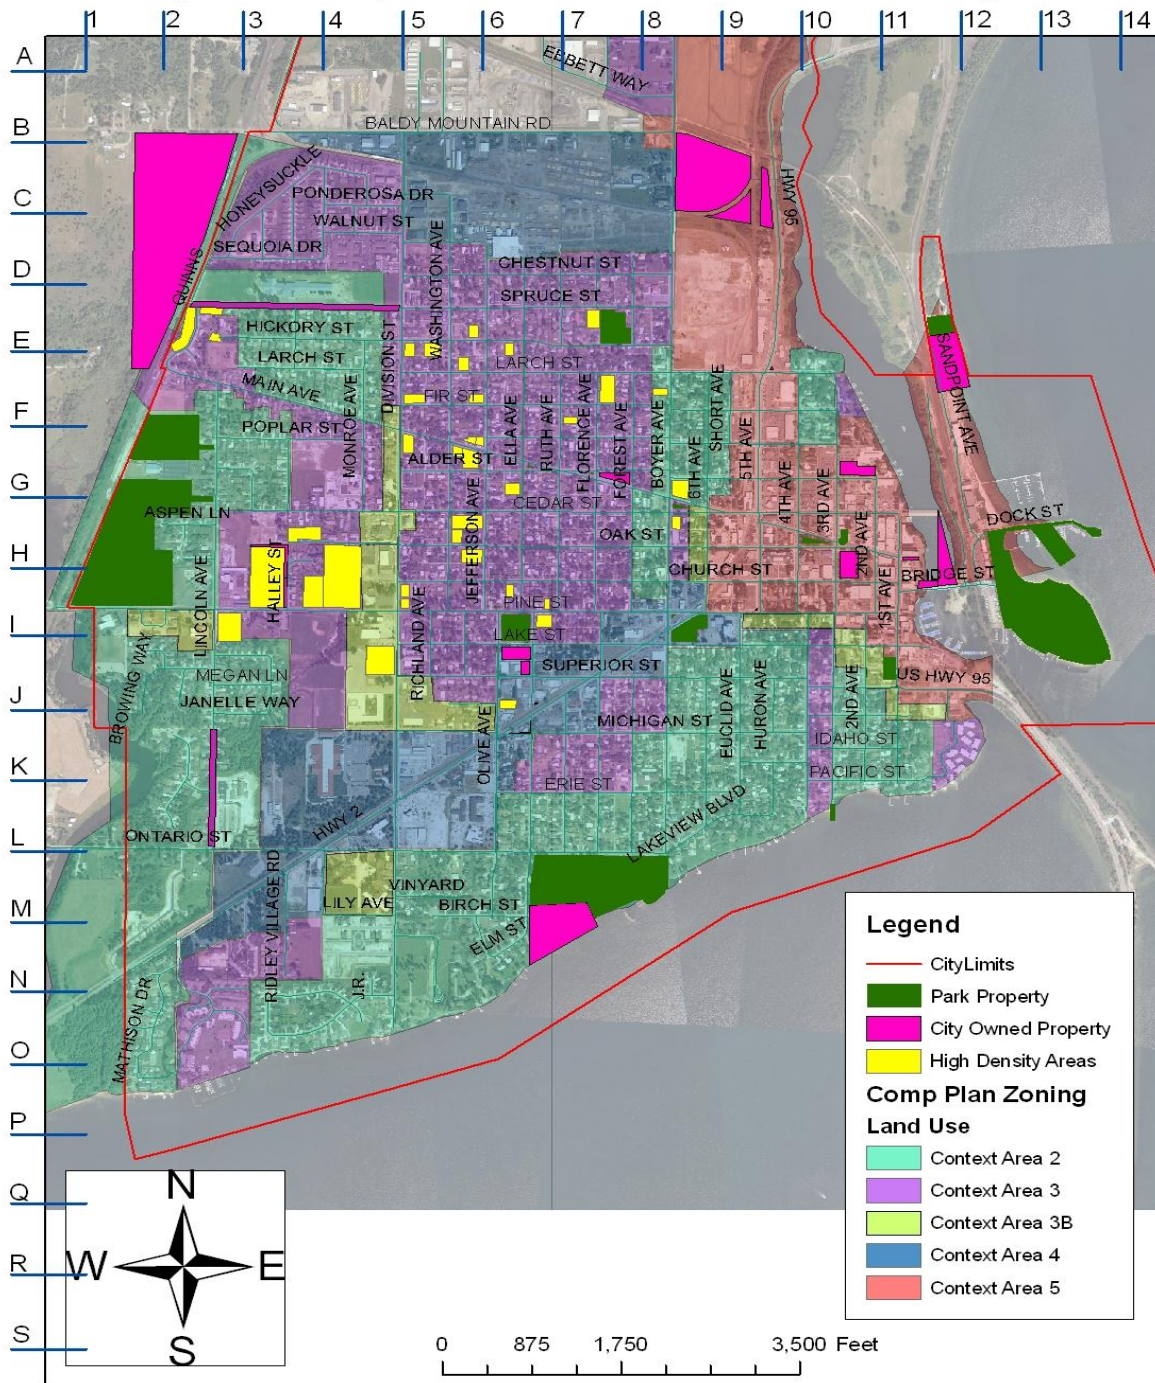 1 2 3 4 5 6 7 8 9 10 11 12 13 14
A
B
C
D
E
F
G
H
I
J
K
L
M
N
O
P
Q
R
S
EBBETT WAY
BALDY MOUNTAIN RD
HONEYSUCKLE
PONDEROSA DR
WALNUT ST
SEQUOIA DR
QUINNS
HWY 95
WASHINGTON AVE
CHESTNUT ST
SPRUCE ST
HICKORY ST
LARCH ST
LARCH ST
DIVISION ST
MAIN AVE
MONROE AVE
FIR ST
POPLAR ST
ALDER ST
ELLA AVE
RUTH AVE
FLORENCE AVE
FOREST AVE
BOYER AVE
SHORT AVE
6TH AVE
5TH AVE
4TH AVE
3RD AVE
2ND AVE
1ST AVE
SANDPOINT AVE
CEDAR ST
ASPEN LN
JEFFERSON AVE
OAK ST
DOCK ST
CHURCH ST
BRIDGE ST
HALLEY ST
LINCOLN AVE
PINE ST
LAKE ST
RICHLAND AVE
BROWING WAY
MEGAN LN
SUPERIOR ST
EUCLID AVE
HURON AVE
2ND AVE
US HWY 95
JANELLE WAY
OLIVE AVE
MICHIGAN ST
L
IDAHO ST
PACIFIC ST
ERIE ST
HWY 2
LAKEVIEW BLVD
ONTARIO ST
RIDLEY VILLAGE RD
VINYARD
LILY AVE
BIRCH ST
ELM ST
J.R.
MATHISON DR
Legend
CityLimits
Park Property
City Owned Property
High Density Areas
Comp Plan Zoning
Land Use
Context Area 2
Context Area 3
Context Area 3B
Context Area 4
Context Area 5
N
W E
S
0 875 1,750 3,500 Feet